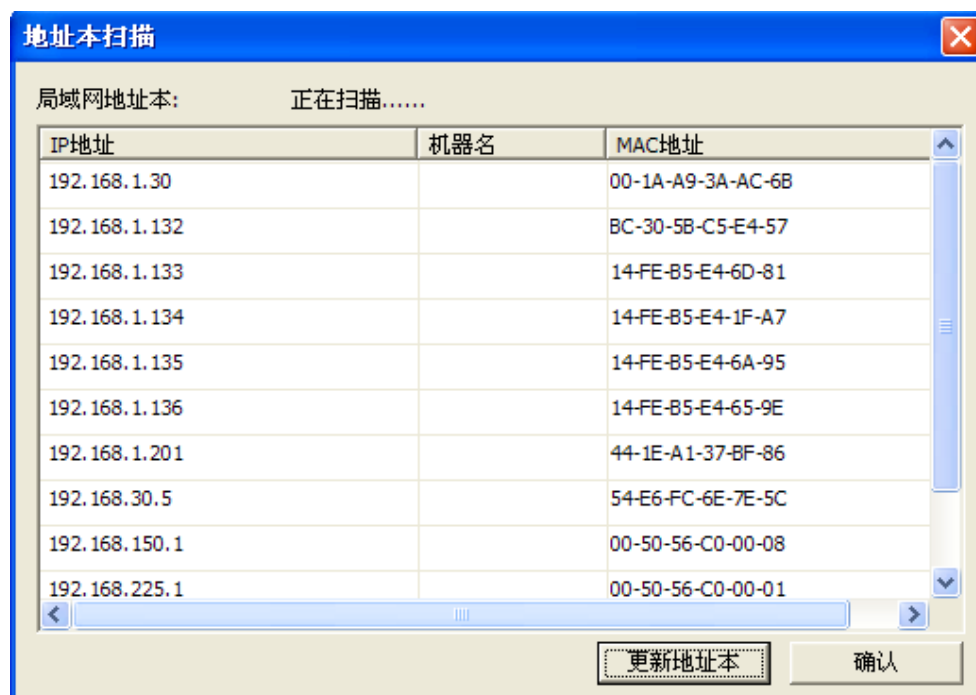 地址本扫描
局域网地址本: 正在扫描......
IP地址 机器名 MAC地址
192.168.1.30 00-1A-A9-3A-AC-6B
192.168.1.132 BC-30-5B-C5-E4-57
192.168.1.133 14-FE-B5-E4-6D-81
192.168.1.134 14-FE-B5-E4-1F-A7
192.168.1.135 14-FE-B5-E4-6A-95
192.168.1.136 14-FE-B5-E4-65-9E
192.168.1.201 44-1E-A1-37-BF-86
192.168.30.5 54-E6-FC-6E-7E-5C
192.168.150.1 00-50-56-C0-00-08
192.168.225.1 00-50-56-C0-00-01
更新地址本 确认